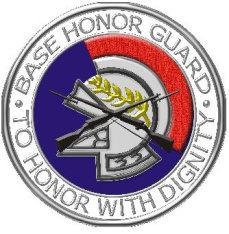 · BASE HONOR GUARD ·
TO HONOR WITH DIGNITY